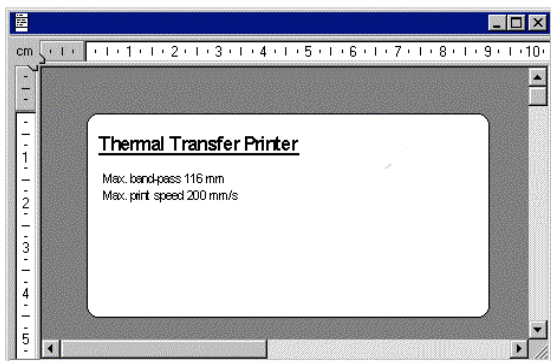 cm 1 2 3 4 5 6 7 8 9 10
Thermal Transfer Printer
Max. band-pass 116 mm
Max. print speed 200 mm/s
1
2
3
4
5